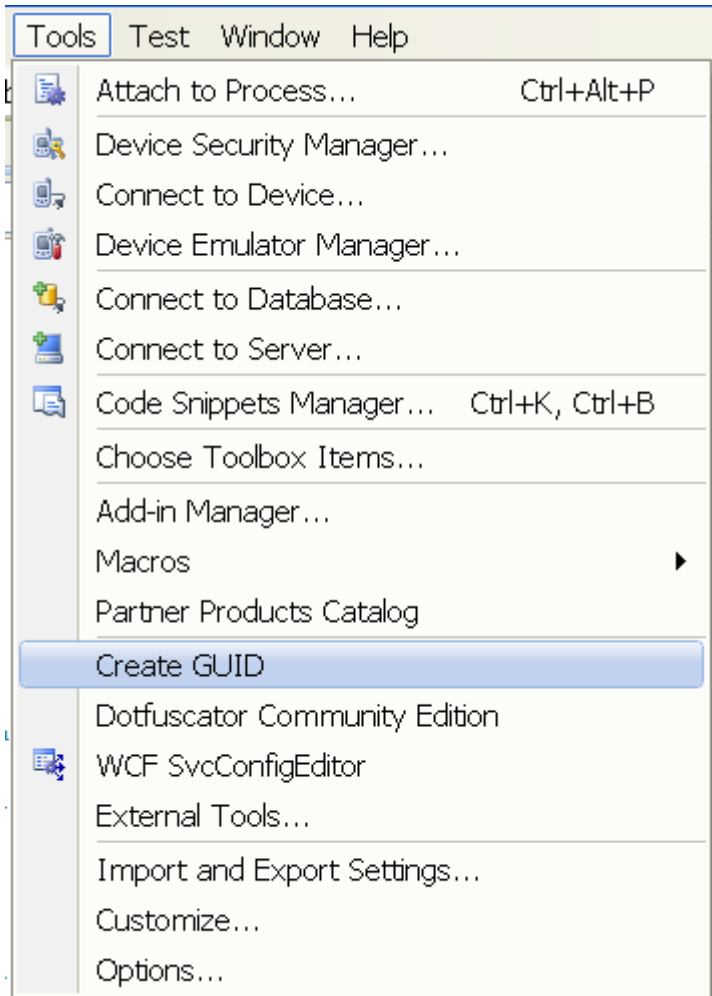 Tools Test Window Help
Attach to Process... Ctrl+Alt+P
Device Security Manager...
Connect to Device...
Device Emulator Manager...
Connect to Database...
Connect to Server...
Code Snippets Manager... Ctrl+K, Ctrl+B
Choose Toolbox Items...
Add-in Manager...
Macros
Partner Products Catalog
Create GUID
Dotfuscator Community Edition
WCF SvcConfigEditor
External Tools...
Import and Export Settings...
Customize...
Options...